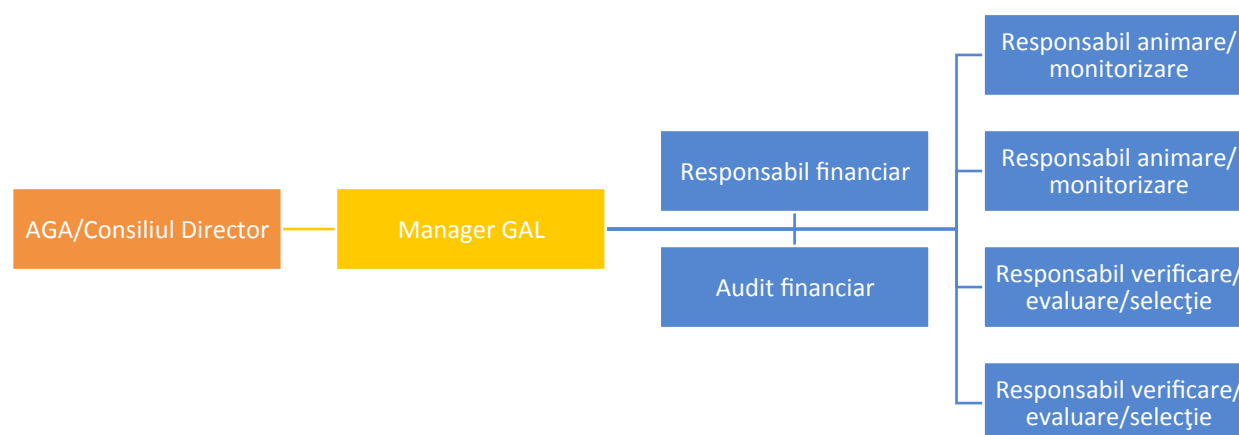 AGA/Consiliul Director
Manager GAL
Responsabil financiar
Audit financiar
Responsabil animare/
monitorizare
Responsabil animare/
monitorizare
Responsabil verificare/
evaluare/selecţie
Responsabil verificare/
evaluare/selecţie